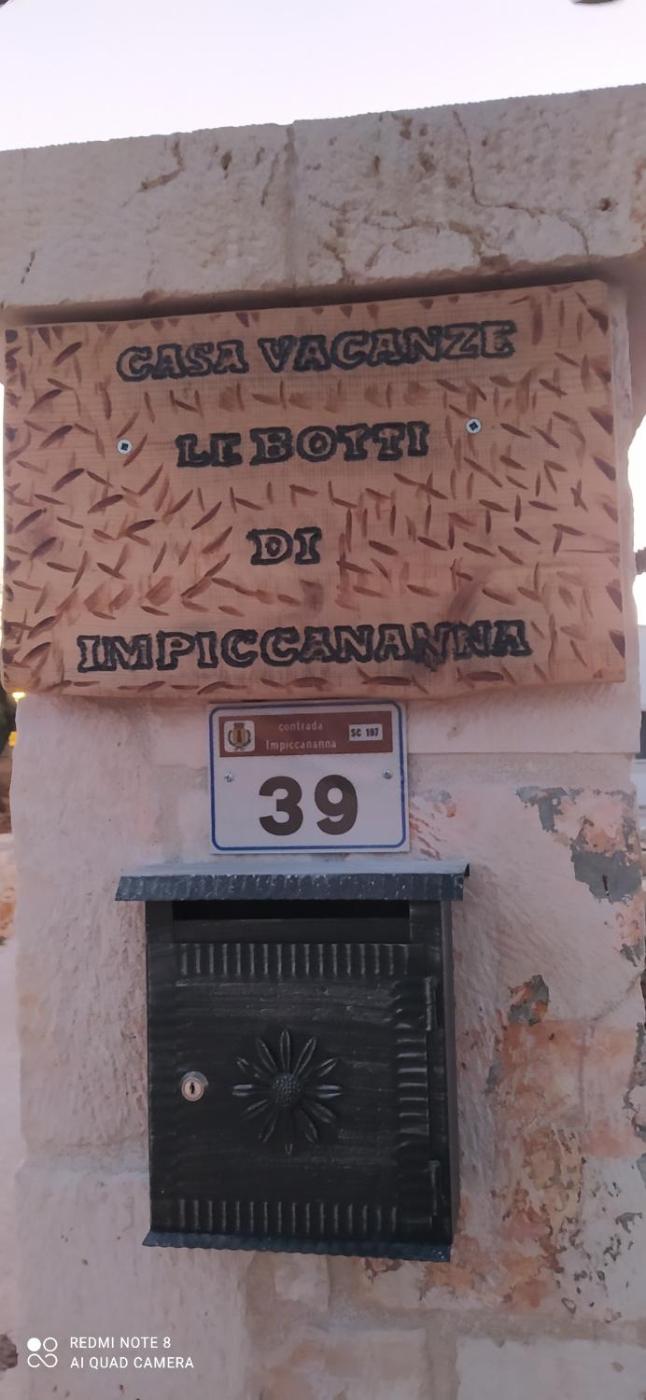 CASA VACANZE
LE BOTTI
DI
IMPICCANANNA
contrada
Impiccananna
SC 197
39
REDMI NOTE 8
AI QUAD CAMERA